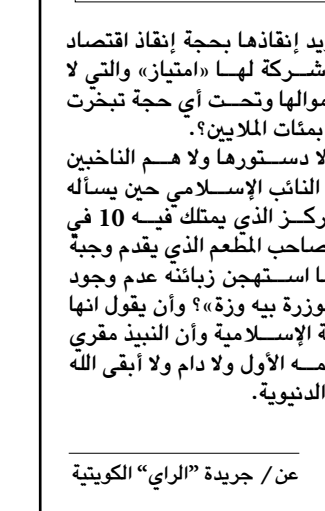 يد إنقاذها بحجة إنقاذ اقتصاد
شركة لها «امتياز» والتي لا
موالها وتحت أي حجة تبخرت
بمئات الملايين؟.
لا دستورها ولا هم الناخبين
النائب الإسلامي حين يسأله
ركز الذي يمتلك فيه 10 في
صاحب المطعم الذي يقدم وجبة
ا استهجن زبائنه عدم وجود
وزرة بيه وزة»؟ وأن يقول انها
ة الإسلامية وأن النبيذ مقري
مه الأول ولا دام ولا أبقى الله
الدنيوية.
عن / جريدة "الراي" الكويتية